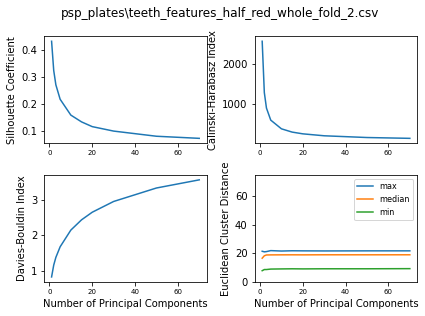 psp_plates\teeth_features_half_red_whole_fold_2.csv
Silhouette Coefficient
0.4
0.3
0.2
0.1
0
20
40
60
Calinski-Harabasz Index
2000
1000
0
20
40
60
Davies-Bouldin Index
3
2
1
0
20
40
60
Number of Principal Components
Euclidean Cluster Distance
60
40
20
0
max
median
min
0
20
40
60
Number of Principal Components